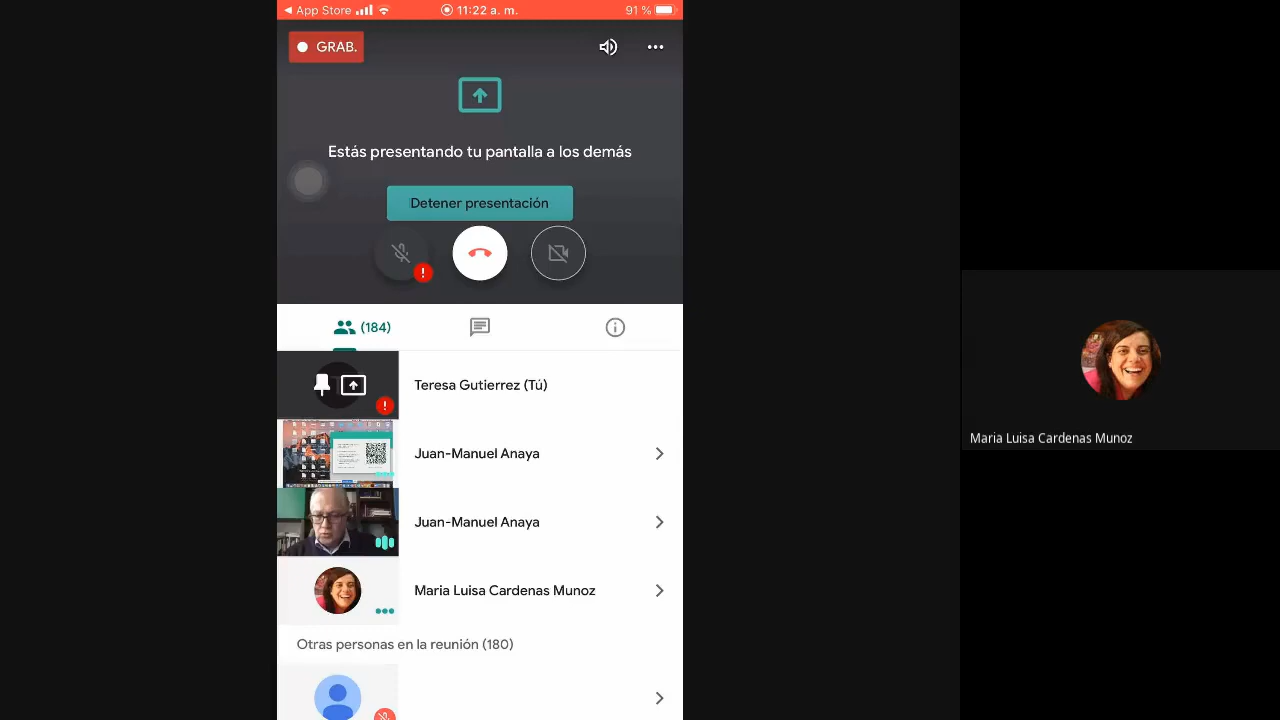 App Store
11:22 a. m.
91 %
GRAB.
Estás presentando tu pantalla a los demás
Detener presentación
(184)
Teresa Gutierrez (Tú)
Juan-Manuel Anaya
Juan-Manuel Anaya
Maria Luisa Cardenas Munoz
Otras personas en la reunión (180)
Maria Luisa Cardenas Munoz